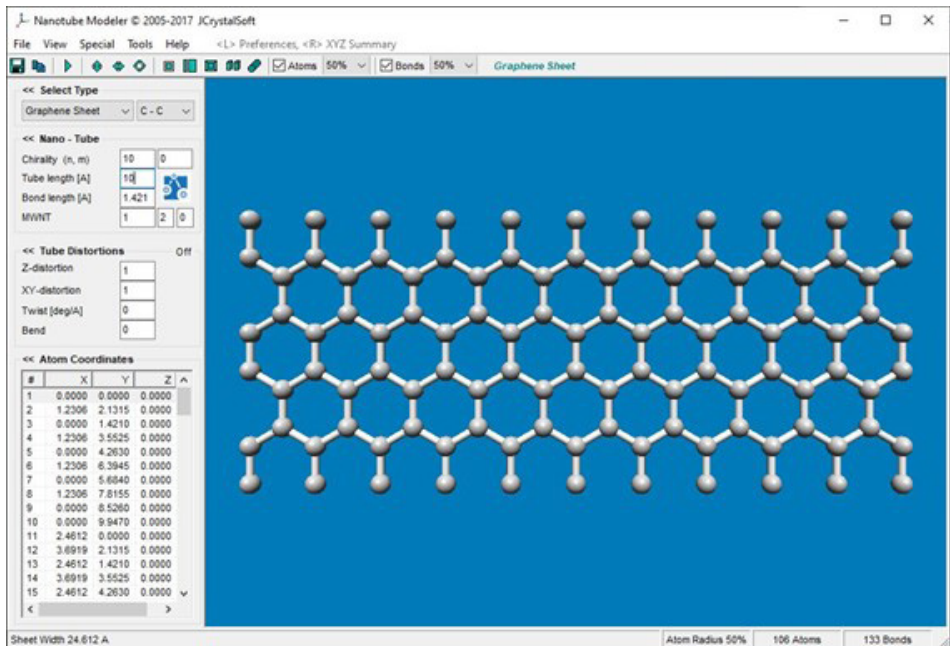 Nanotube Modeler © 2005-2017 JCrystalSoft
File View Special Tools Help <L> Preferences, <R> XYZ Summary
Atoms 50% Bonds 50% Graphene Sheet
<< Select Type
Graphene Sheet C - C
<< Nano - Tube
Chirality (n, m) 10 0
Tube length [A] 10
Bond length [A] 1.421
MWNT 1 2 0
<< Tube Distortions Off
Z-distortion 1
XY-distortion 1
Twist [deg/A] 0
Bend 0
<< Atom Coordinates
# X Y Z
1 0.0000 0.0000 0.0000
2 1.2306 2.1315 0.0000
3 0.0000 1.4210 0.0000
4 1.2306 3.5525 0.0000
5 0.0000 4.2630 0.0000
6 1.2306 6.3945 0.0000
7 0.0000 5.6840 0.0000
8 1.2306 7.8155 0.0000
9 0.0000 8.5260 0.0000
10 0.0000 9.9470 0.0000
11 2.4612 0.0000 0.0000
12 3.6919 2.1315 0.0000
13 2.4612 1.4210 0.0000
14 3.6919 3.5525 0.0000
15 2.4612 4.2630 0.0000
Sheet Width 24.612 A Atom Radius 50% 106 Atoms 133 Bonds